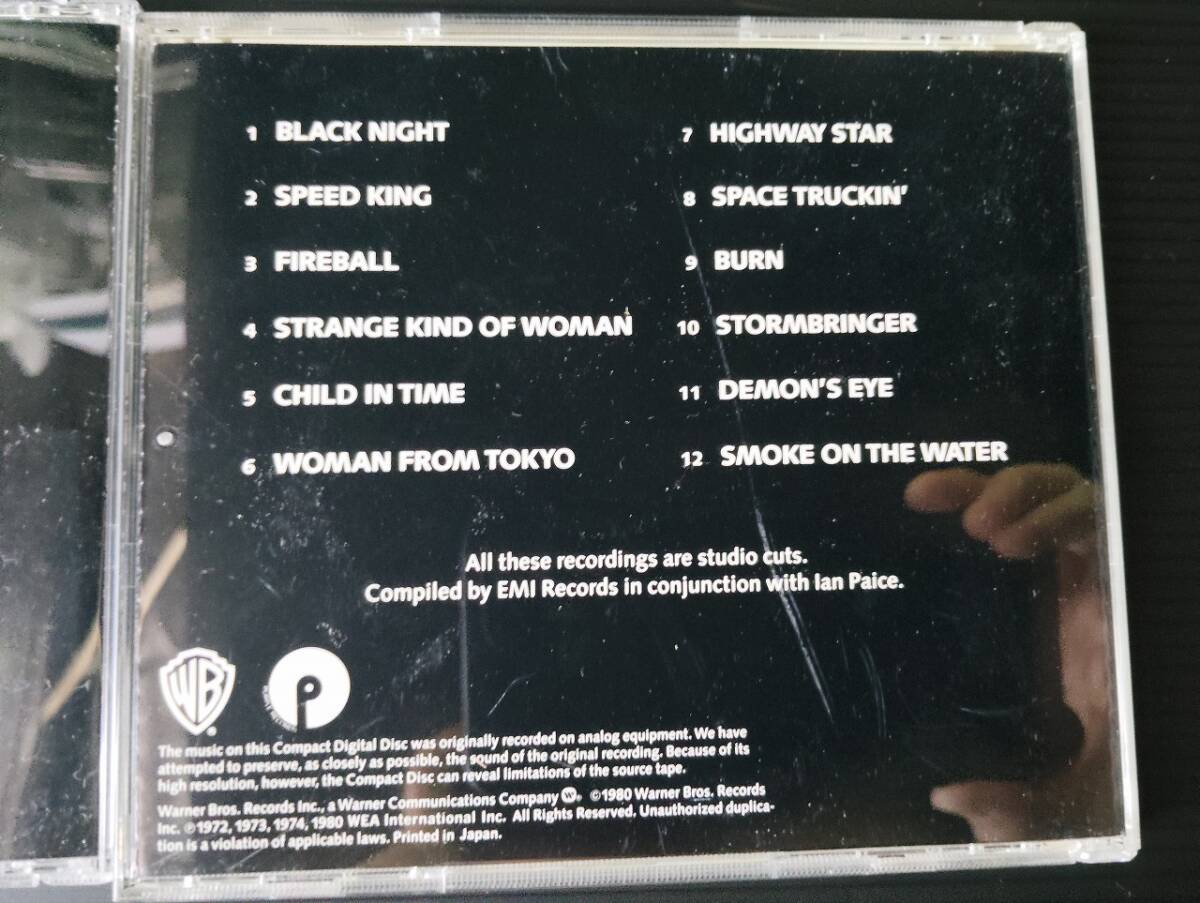 1 BLACK NIGHT
2 SPEED KING
3 FIREBALL
4 STRANGE KIND OF WOMAN
5 CHILD IN TIME
6 WOMAN FROM TOKYO
7 HIGHWAY STAR
8 SPACE TRUCKIN'
9 BURN
10 STORMBRINGER
11 DEMON'S EYE
12 SMOKE ON THE WATER
All these recordings are studio cuts.
Compiled by EMI Records in conjunction with Ian Paice.
WB
®
P
The music on this Compact Digital Disc was originally recorded on analog equipment. We have
attempted to preserve, as closely as possible, the sound of the original recording. Because of its
high resolution, however, the Compact Disc can reveal limitations of the source tape.
Warner Bros. Records Inc., a Warner Communications Company ⓦ. ©1980 Warner Bros. Records
Inc. ℗1972, 1973, 1974, 1980 WEA International Inc. All Rights Reserved. Unauthorized duplica-
tion is a violation of applicable laws. Printed in Japan.